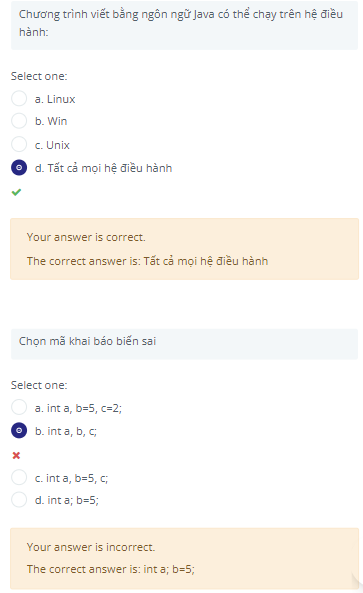 Chương trình viết bằng ngôn ngữ Java có thể chạy trên hệ điều
hành:
Select one:
a. Linux
b. Win
c. Unix
d. Tất cả mọi hệ điều hành
Your answer is correct.
The correct answer is: Tất cả mọi hệ điều hành
Chọn mã khai báo biến sai
Select one:
a. int a, b=5, c=2;
b. int a, b, c;
c. int a, b=5, c;
d. int a; b=5;
Your answer is incorrect.
The correct answer is: int a; b=5;